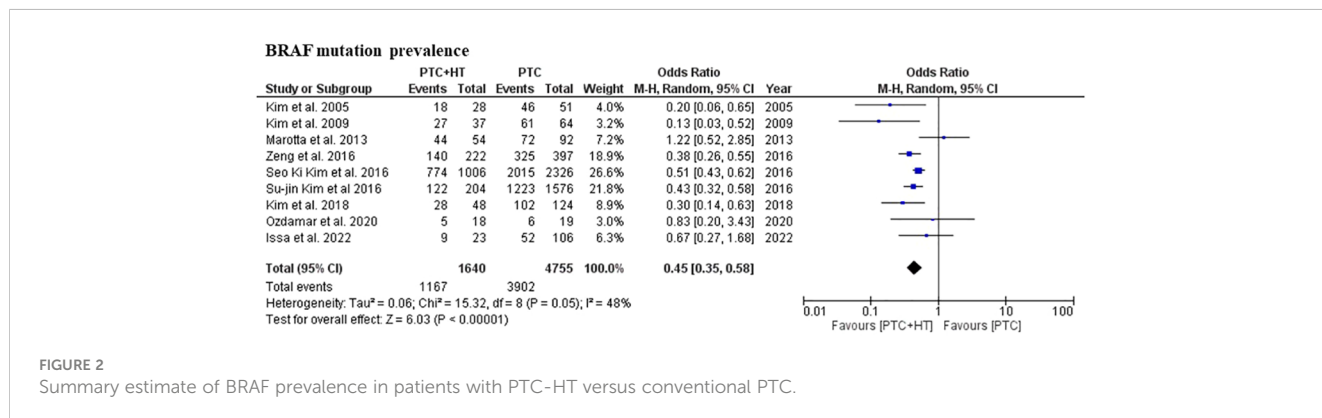 BRAF mutation prevalence
PTC+HT PTC Odds Ratio Odds Ratio
Study or Subgroup Events Total Events Total Weight M-H, Random, 95% CI Year M-H, Random, 95% CI
Kim et al. 2005 18 28 46 51 4.0% 0.20 [0.06, 0.65] 2005
Kim et al. 2009 27 37 61 64 3.2% 0.13 [0.03, 0.52] 2009
Marotta et al. 2013 44 54 72 92 7.2% 1.22 [0.52, 2.85] 2013
Zeng et al. 2016 140 222 325 397 18.9% 0.38 [0.26, 0.55] 2016
Seo Ki Kim et al. 2016 774 1006 2015 2326 26.6% 0.51 [0.43, 0.62] 2016
Su-jin Kim et al 2016 122 204 1223 1576 21.8% 0.43 [0.32, 0.58] 2016
Kim et al. 2018 28 48 102 124 8.9% 0.30 [0.14, 0.63] 2018
Ozdamar et al. 2020 5 18 6 19 3.0% 0.83 [0.20, 3.43] 2020
Issa et al. 2022 9 23 52 106 6.3% 0.67 [0.27, 1.68] 2022
Total (95% CI) 1640 4755 100.0% 0.45 [0.35, 0.58]
Total events 1167 3902
Heterogeneity: Tau² = 0.06; Chi² = 15.32, df = 8 (P = 0.05); I² = 48%
Test for overall effect: Z = 6.03 (P < 0.00001)
0.01 0.1 1 10 100
Favours [PTC+HT] Favours [PTC]
FIGURE 2
Summary estimate of BRAF prevalence in patients with PTC-HT versus conventional PTC.